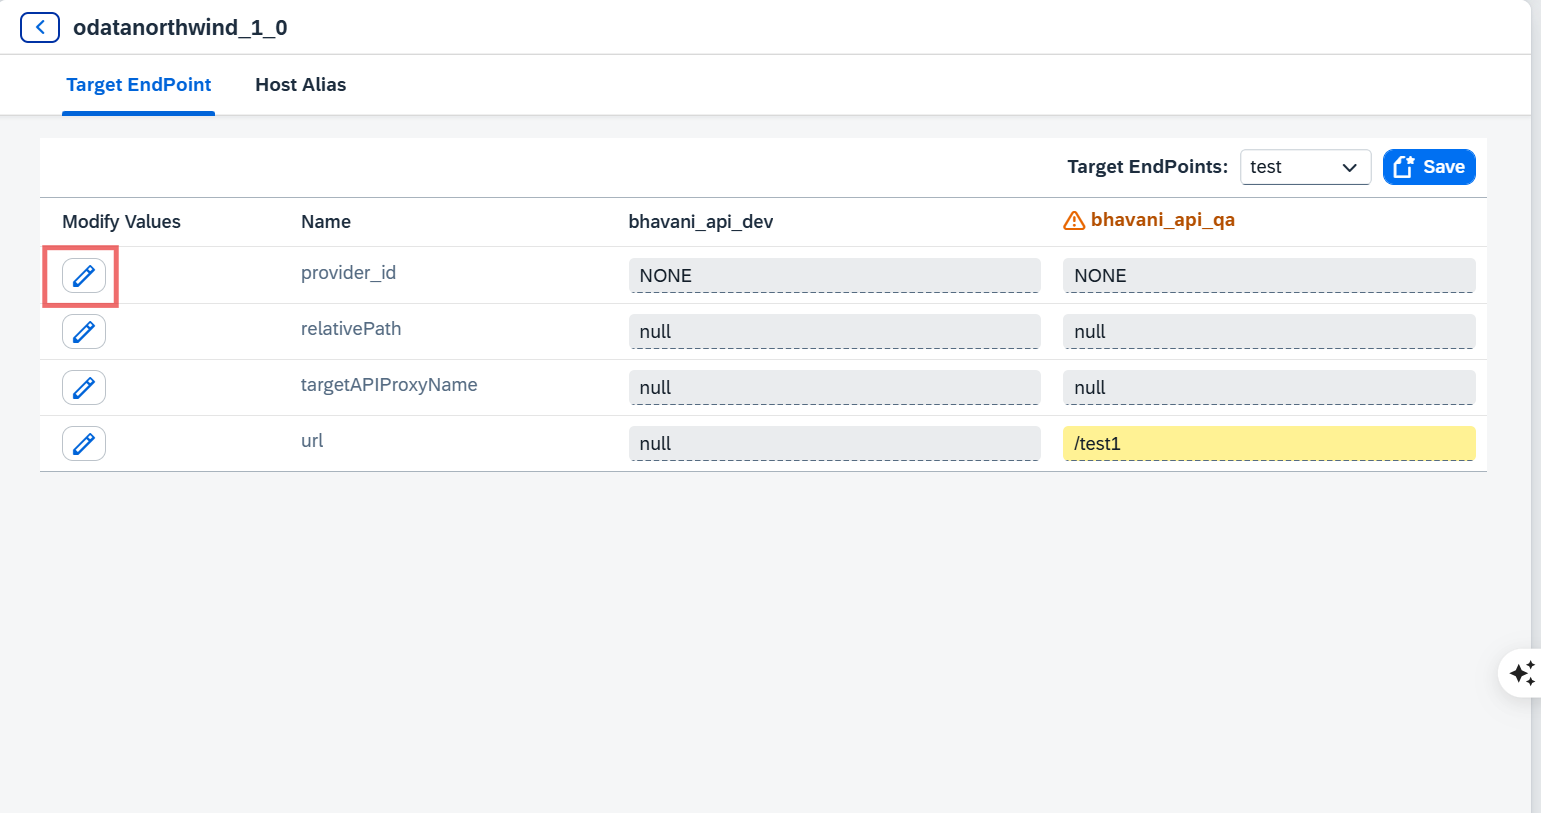 odatanorthwind_1_0
Target EndPoint Host Alias
Target EndPoints: test Save
Modify Values Name bhavani_api_dev bhavani_api_qa
provider_id NONE NONE
relativePath null null
targetAPIProxyName null null
url null /test1